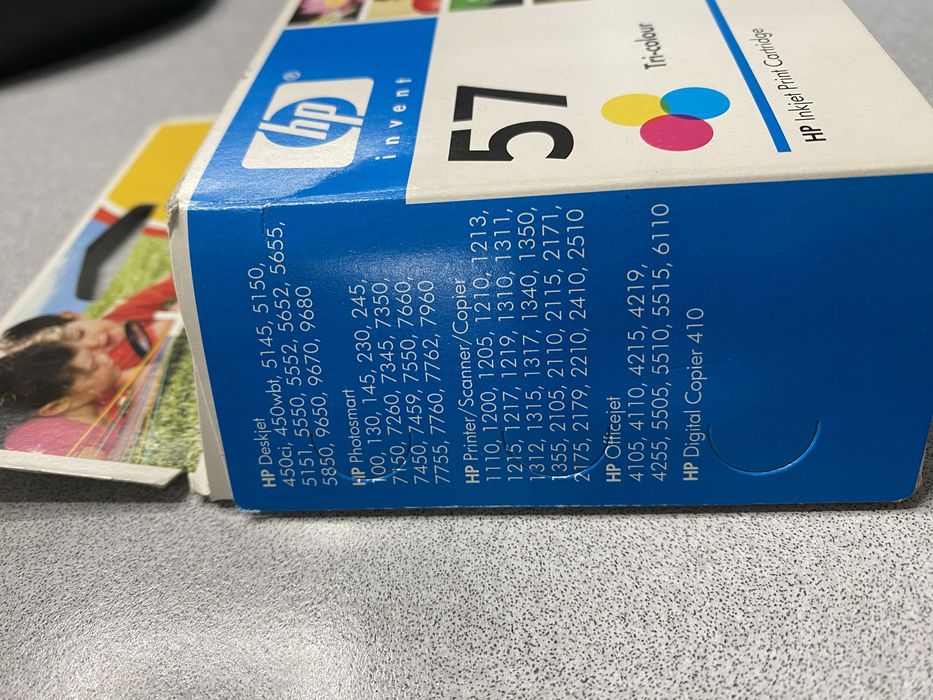 hp
®
invent
57
Tri-colour
HP Inkjet Print Cartridge
HP Deskjet
450ci, 450wbt, 5145, 5150,
5151, 5550, 5552, 5652, 5655,
5850, 9650, 9670, 9680
HP Photosmart
100, 130, 145, 230, 245,
7150, 7260, 7345, 7350,
7450, 7459, 7550, 7660,
7755, 7760, 7762, 7960
HP Printer/Scanner/Copier
1110, 1200, 1205, 1210, 1213,
1215, 1217, 1219, 1310, 1311,
1312, 1315, 1317, 1340, 1350,
1355, 2105, 2110, 2115, 2171,
2175, 2179, 2210, 2410, 2510
HP Officejet
4105, 4110, 4215, 4219,
4255, 5505, 5510, 5515, 6110
HP Digital Copier 410